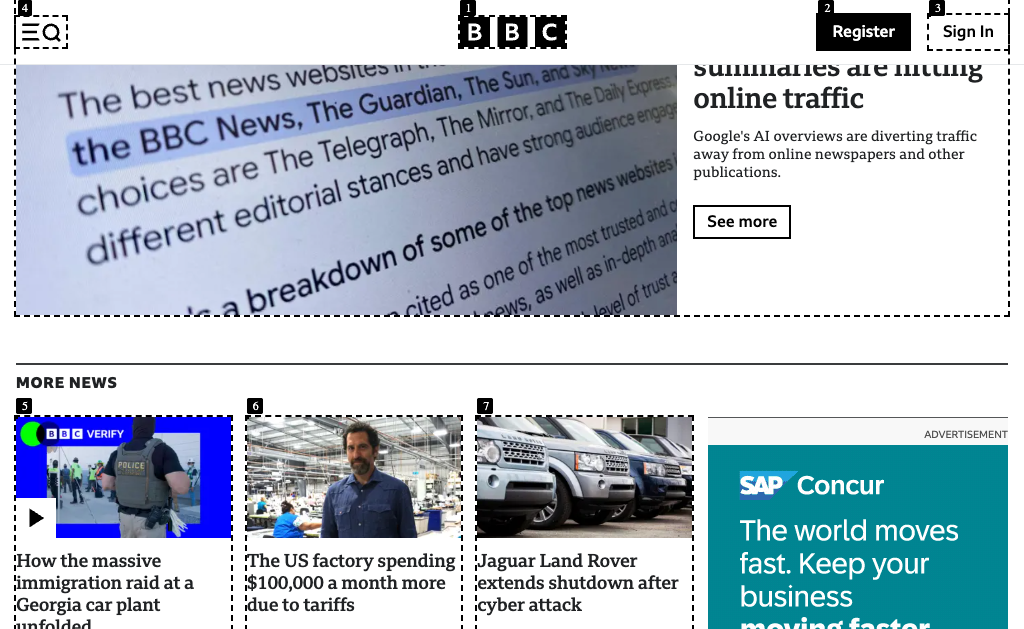 4
1
2
3
BBC
Register
Sign In
The best news websites in
the BBC News, The Guardian, The Sun, and Sky News
choices are The Telegraph, The Mirror, and The Daily Express
different editorial stances and have strong audience engage
's a breakdown of some of the top news websites
cited as one of the most trusted and
news, as well as in-depth
level of trust
summaries are hitting
online traffic
Google's AI overviews are diverting traffic
away from online newspapers and other
publications.
See more
MORE NEWS
5
6
7
BBC VERIFY
POLICE
How the massive
immigration raid at a
Georgia car plant
unfolded
The US factory spending
$100,000 a month more
due to tariffs
Jaguar Land Rover
extends shutdown after
cyber attack
ADVERTISEMENT
SAP Concur
The world moves
fast. Keep your
business
moving faster